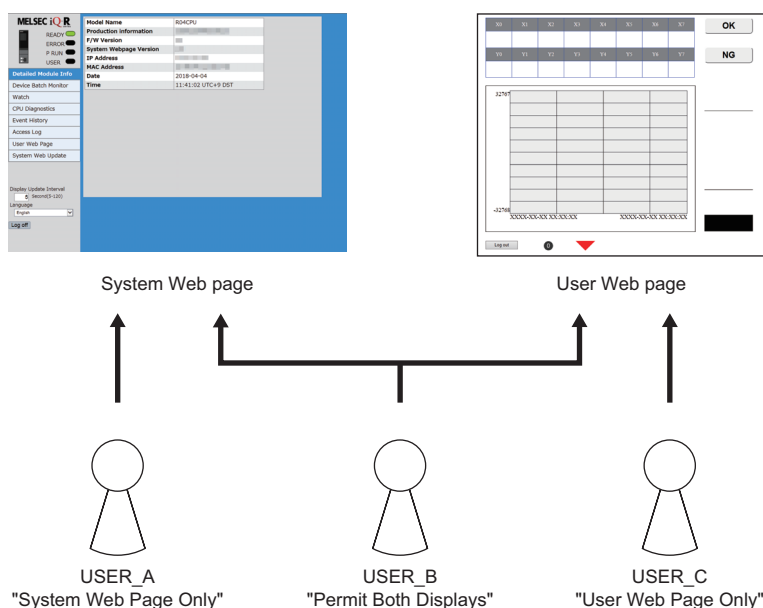 MELSEC iQ-R
READY
ERROR
P RUN
USER
Detailed Module Info
Device Batch Monitor
Watch
CPU Diagnostics
Event History
Access Log
User Web Page
System Web Update
Display Update Interval
5 Second(5-120)
Language
English
Log off
Model Name R04CPU
Production information
F/W Version
System Webpage Version
IP Address
MAC Address
Date 2018-04-04
Time 11:41:02 UTC+9 DST
X0 X1 X2 X3 X4 X5 X6 X7
Y0 Y1 Y2 Y3 Y4 Y5 Y6 Y7
OK
NG
32767
-32768
XXXX-XX-XX XX:XX:XX XXXX-XX-XX XX:XX:XX
Log out
0
System Web page
User Web page
USER_A
"System Web Page Only"
USER_B
"Permit Both Displays"
USER_C
"User Web Page Only"